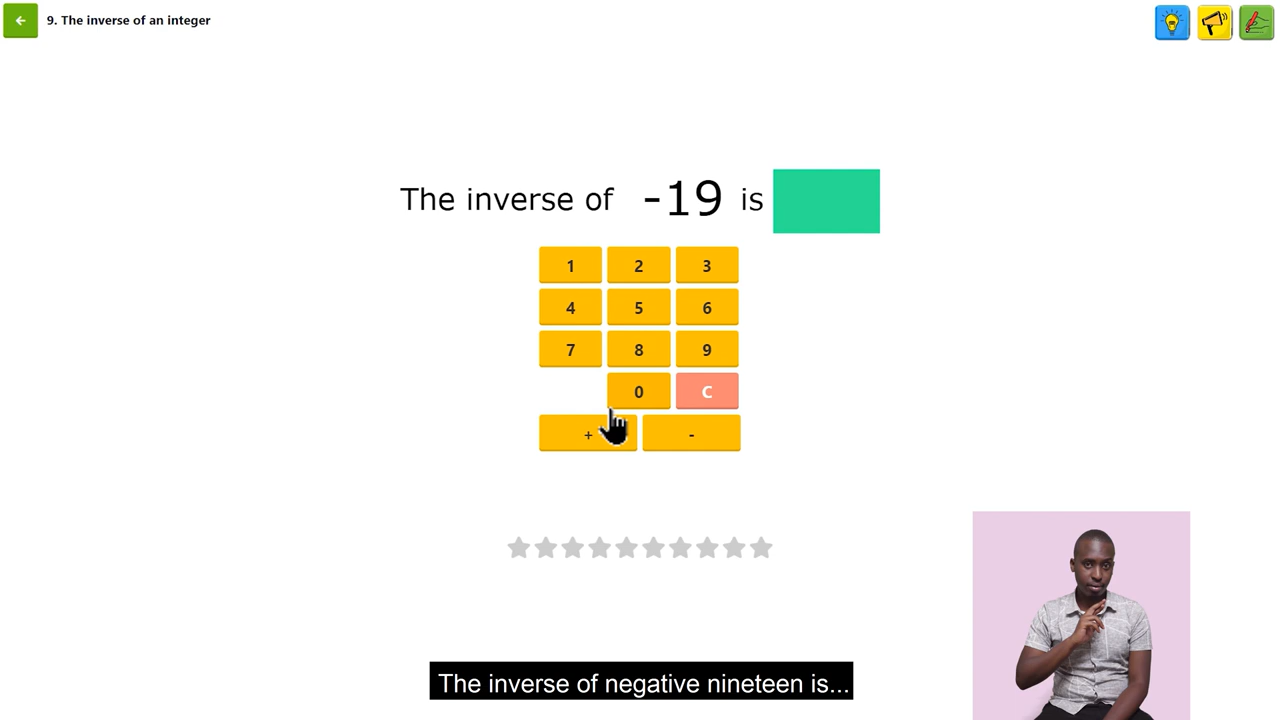 9. The inverse of an integer
The inverse of -19 is
1 2 3
4 5 6
7 8 9
0 C
+ -
The inverse of negative nineteen is...